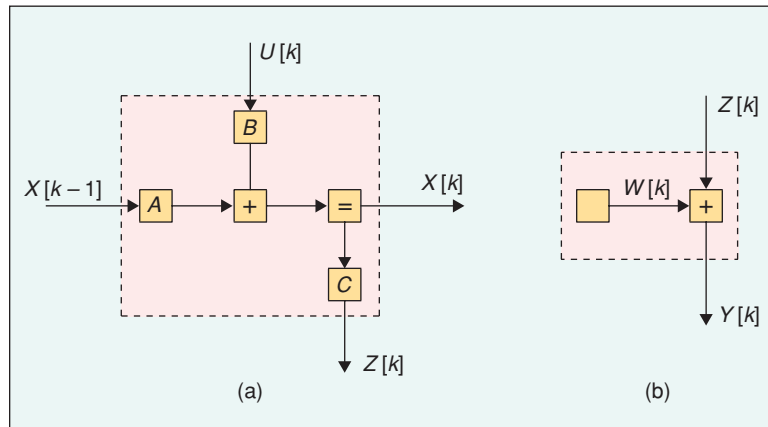 U[k]
B
X[k – 1]
A
+
=
X[k]
C
Z[k]
(a)
Z[k]
W[k]
+
Y[k]
(b)